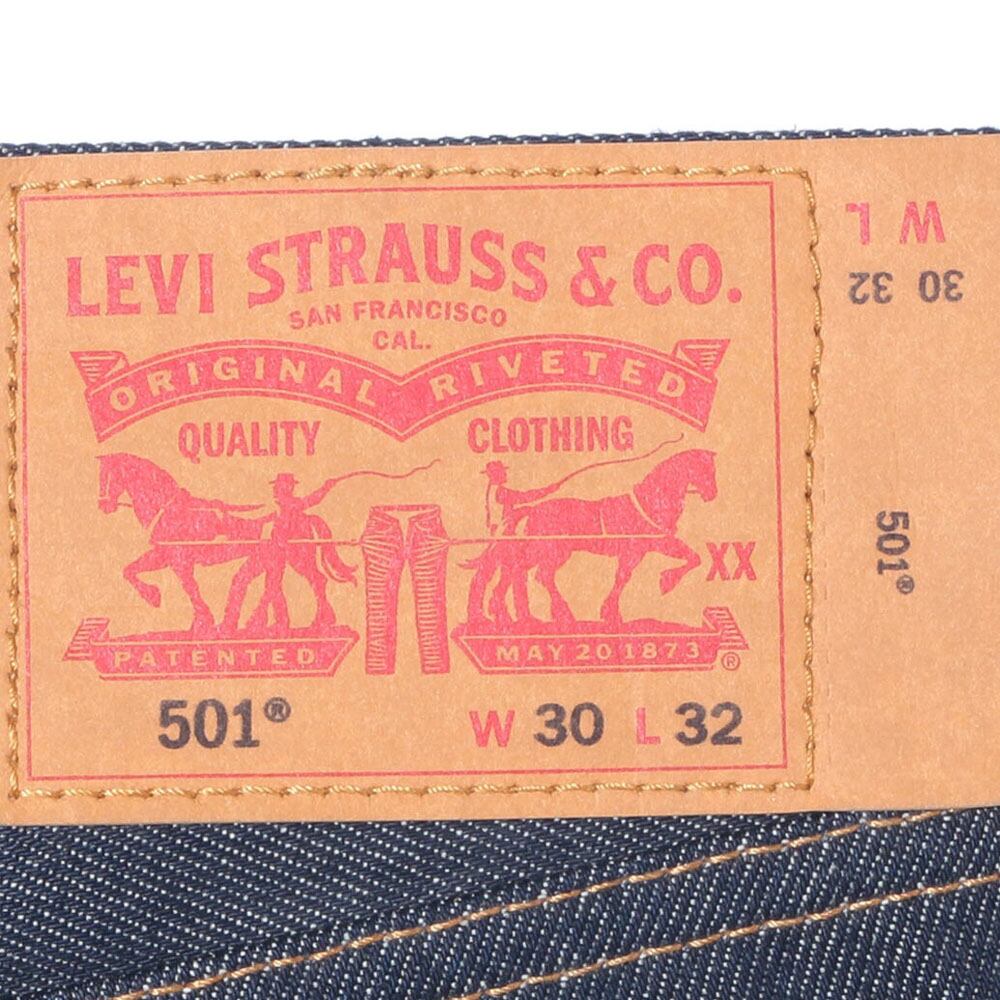 LEVI STRAUSS & CO.
SAN FRANCISCO
CAL.
ORIGINAL RIVETED
QUALITY CLOTHING
XX
PATENTED MAY 20 1873 ®
501® W 30 L 32
W L
30 32
501®